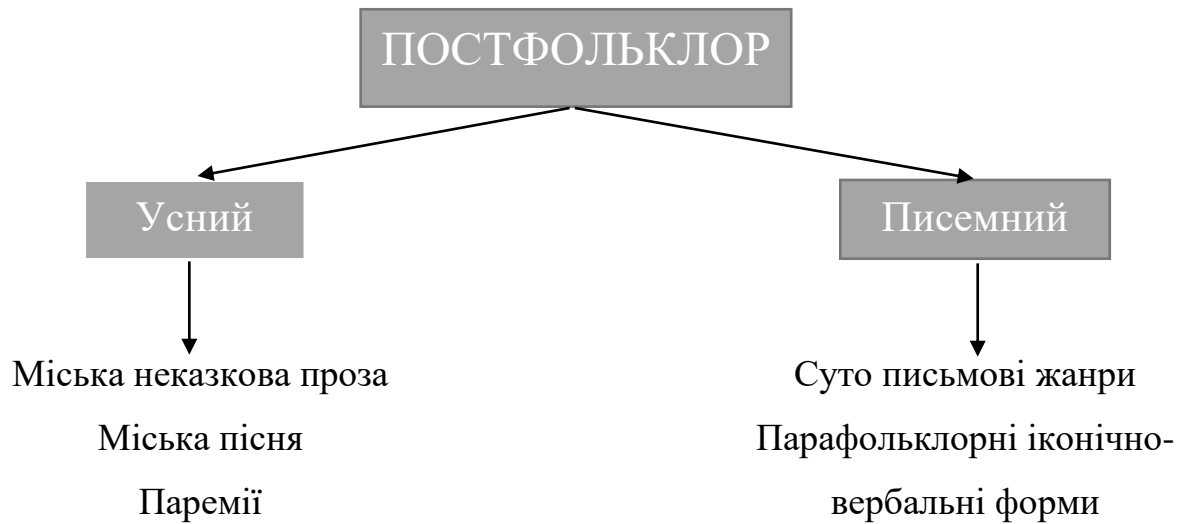 ПОСТФОЛЬКЛОР
Усний
Писемний
Міська неказкова проза
Міська пісня
Паремії
Суто письмові жанри
Парафольклорні іконічно-
вербальні форми